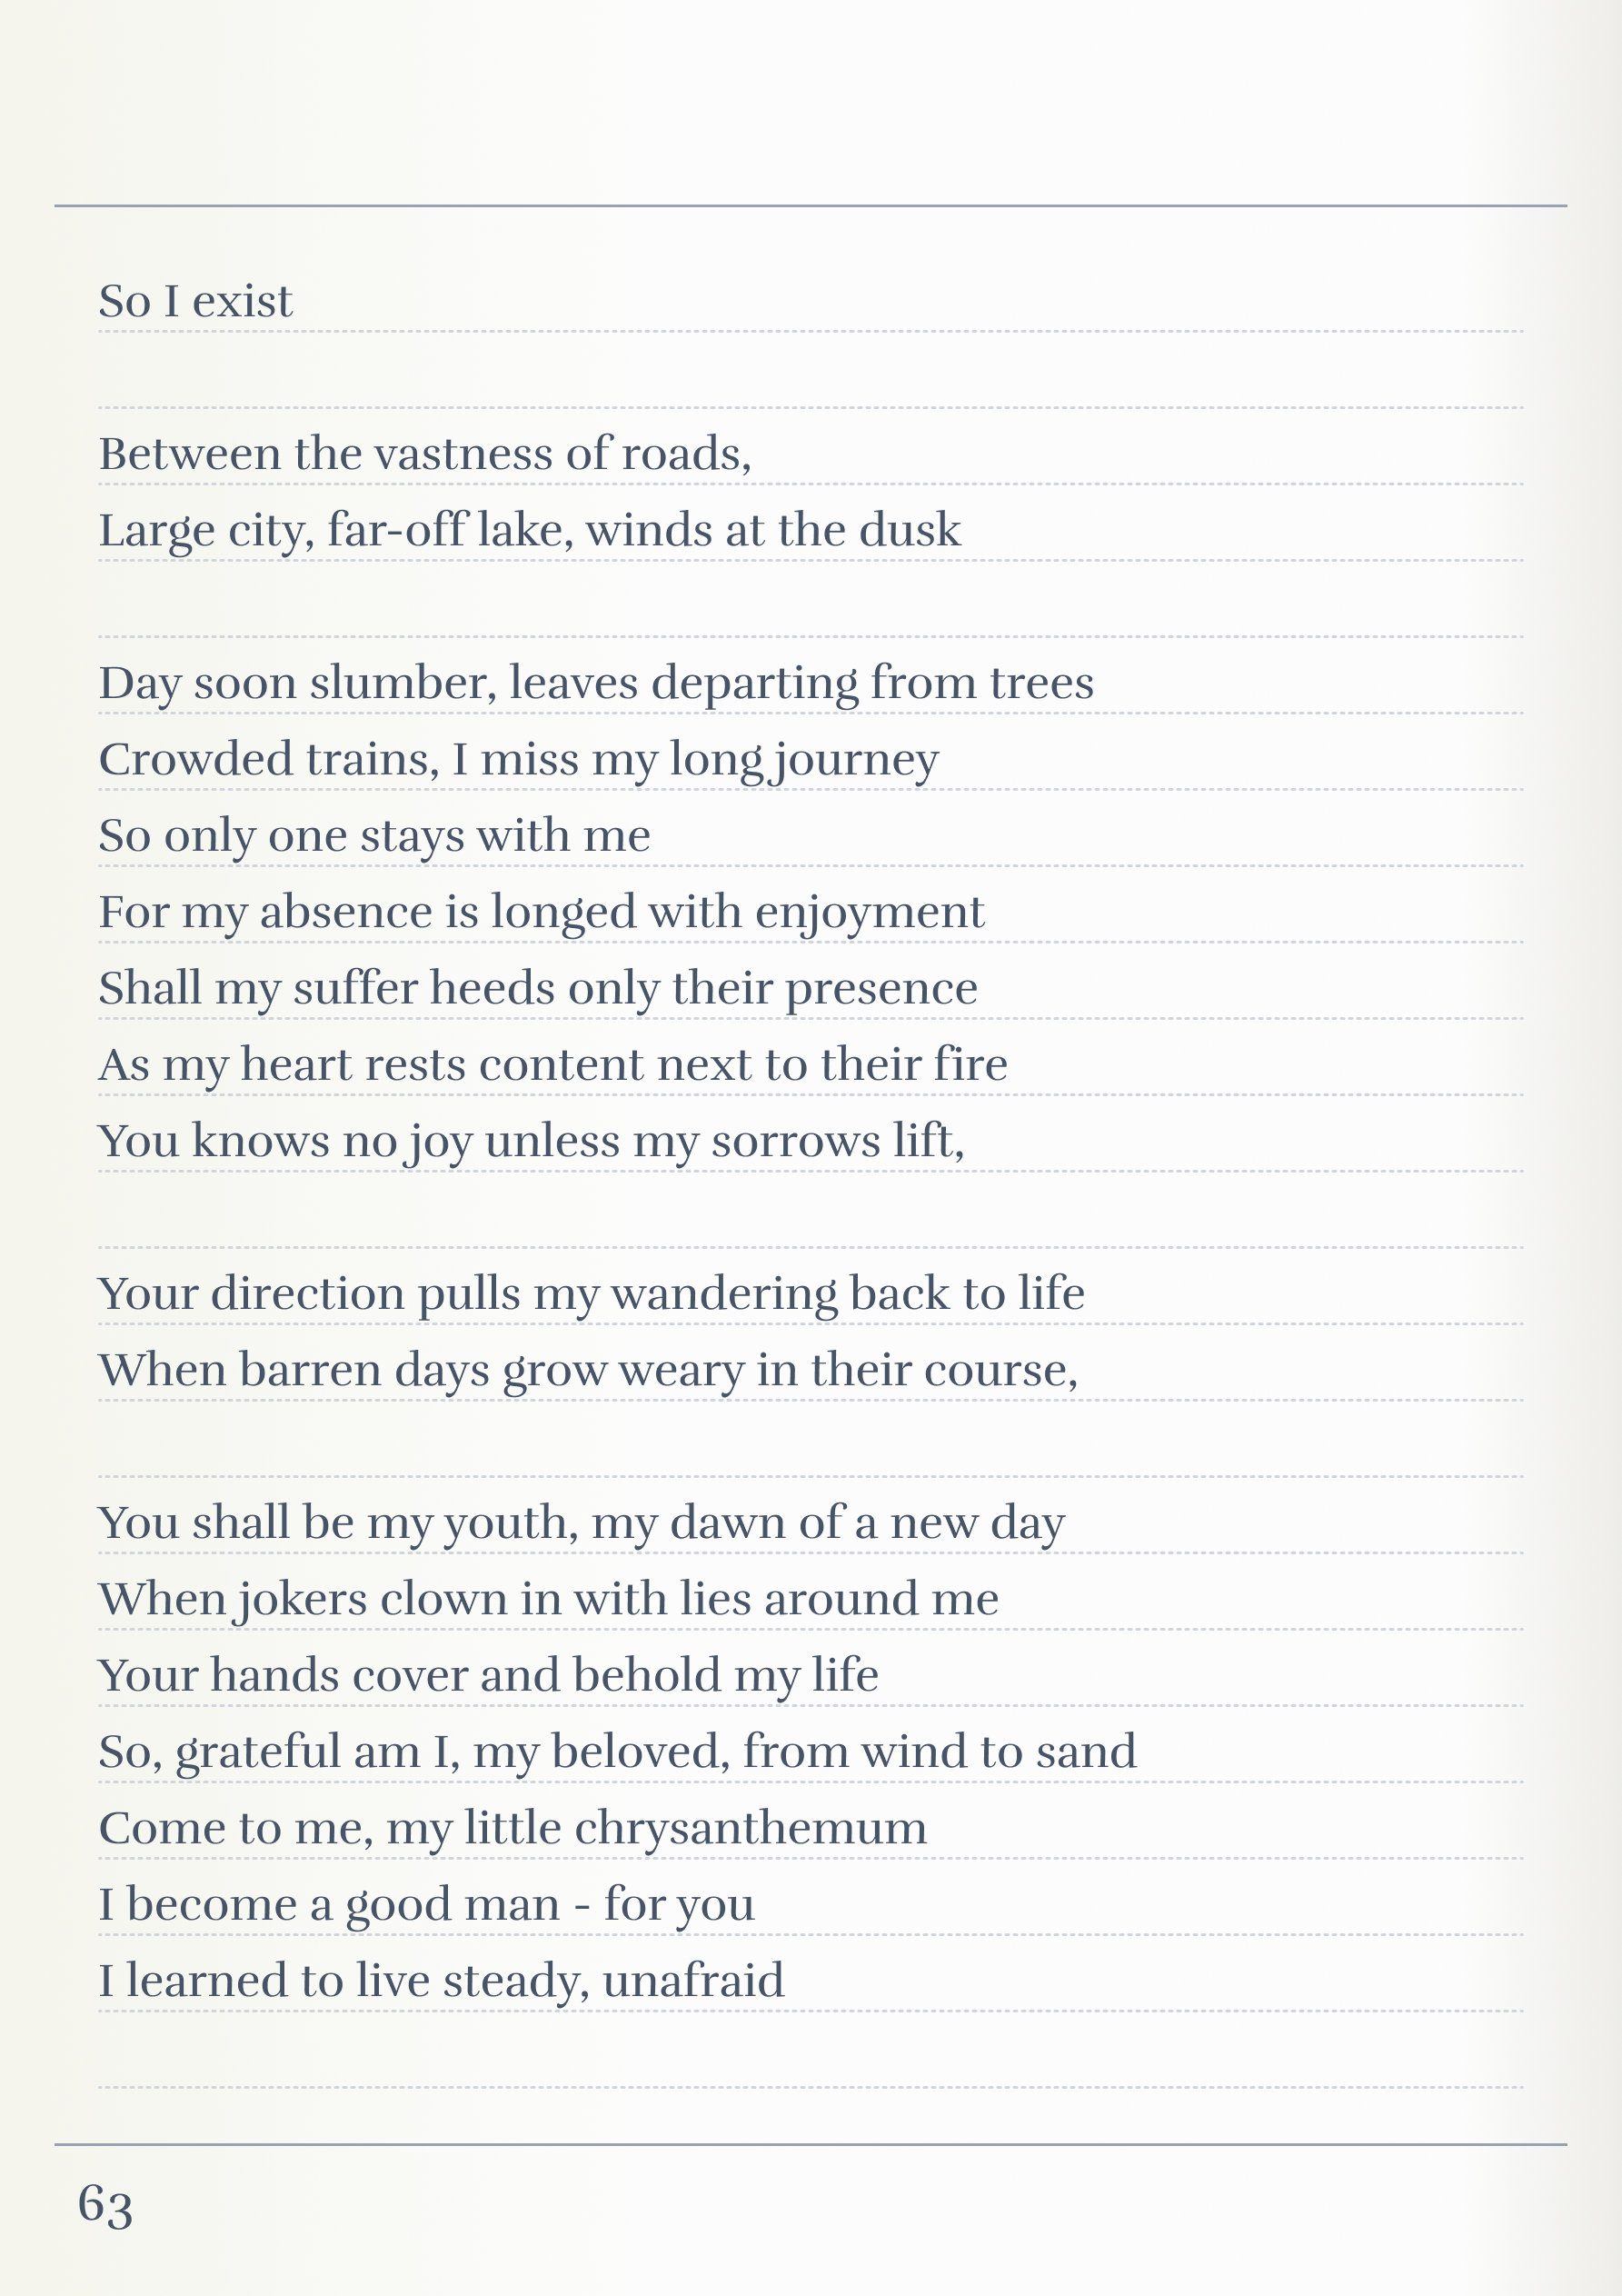 So I exist
Between the vastness of roads,
Large city, far-off lake, winds at the dusk
Day soon slumber, leaves departing from trees
Crowded trains, I miss my long journey
So only one stays with me
For my absence is longed with enjoyment
Shall my suffer heeds only their presence
As my heart rests content next to their fire
You knows no joy unless my sorrows lift,
Your direction pulls my wandering back to life
When barren days grow weary in their course,
You shall be my youth, my dawn of a new day
When jokers clown in with lies around me
Your hands cover and behold my life
So, grateful am I, my beloved, from wind to sand
Come to me, my little chrysanthemum
I become a good man - for you
I learned to live steady, unafraid
63